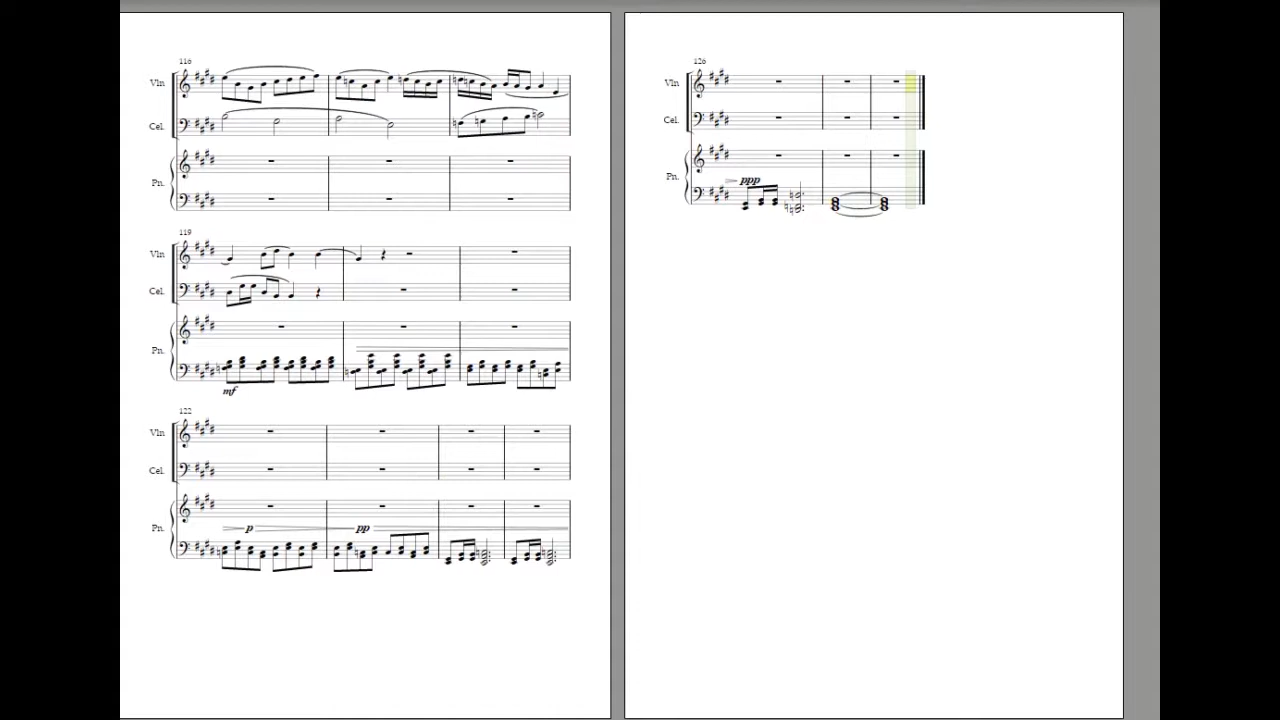 116
Vln
Cel.
Pn.
119
Vln
Cel.
Pn.
mf
122
Vln
Cel.
Pn.
p pp
126
Vln
Cel.
Pn.
ppp